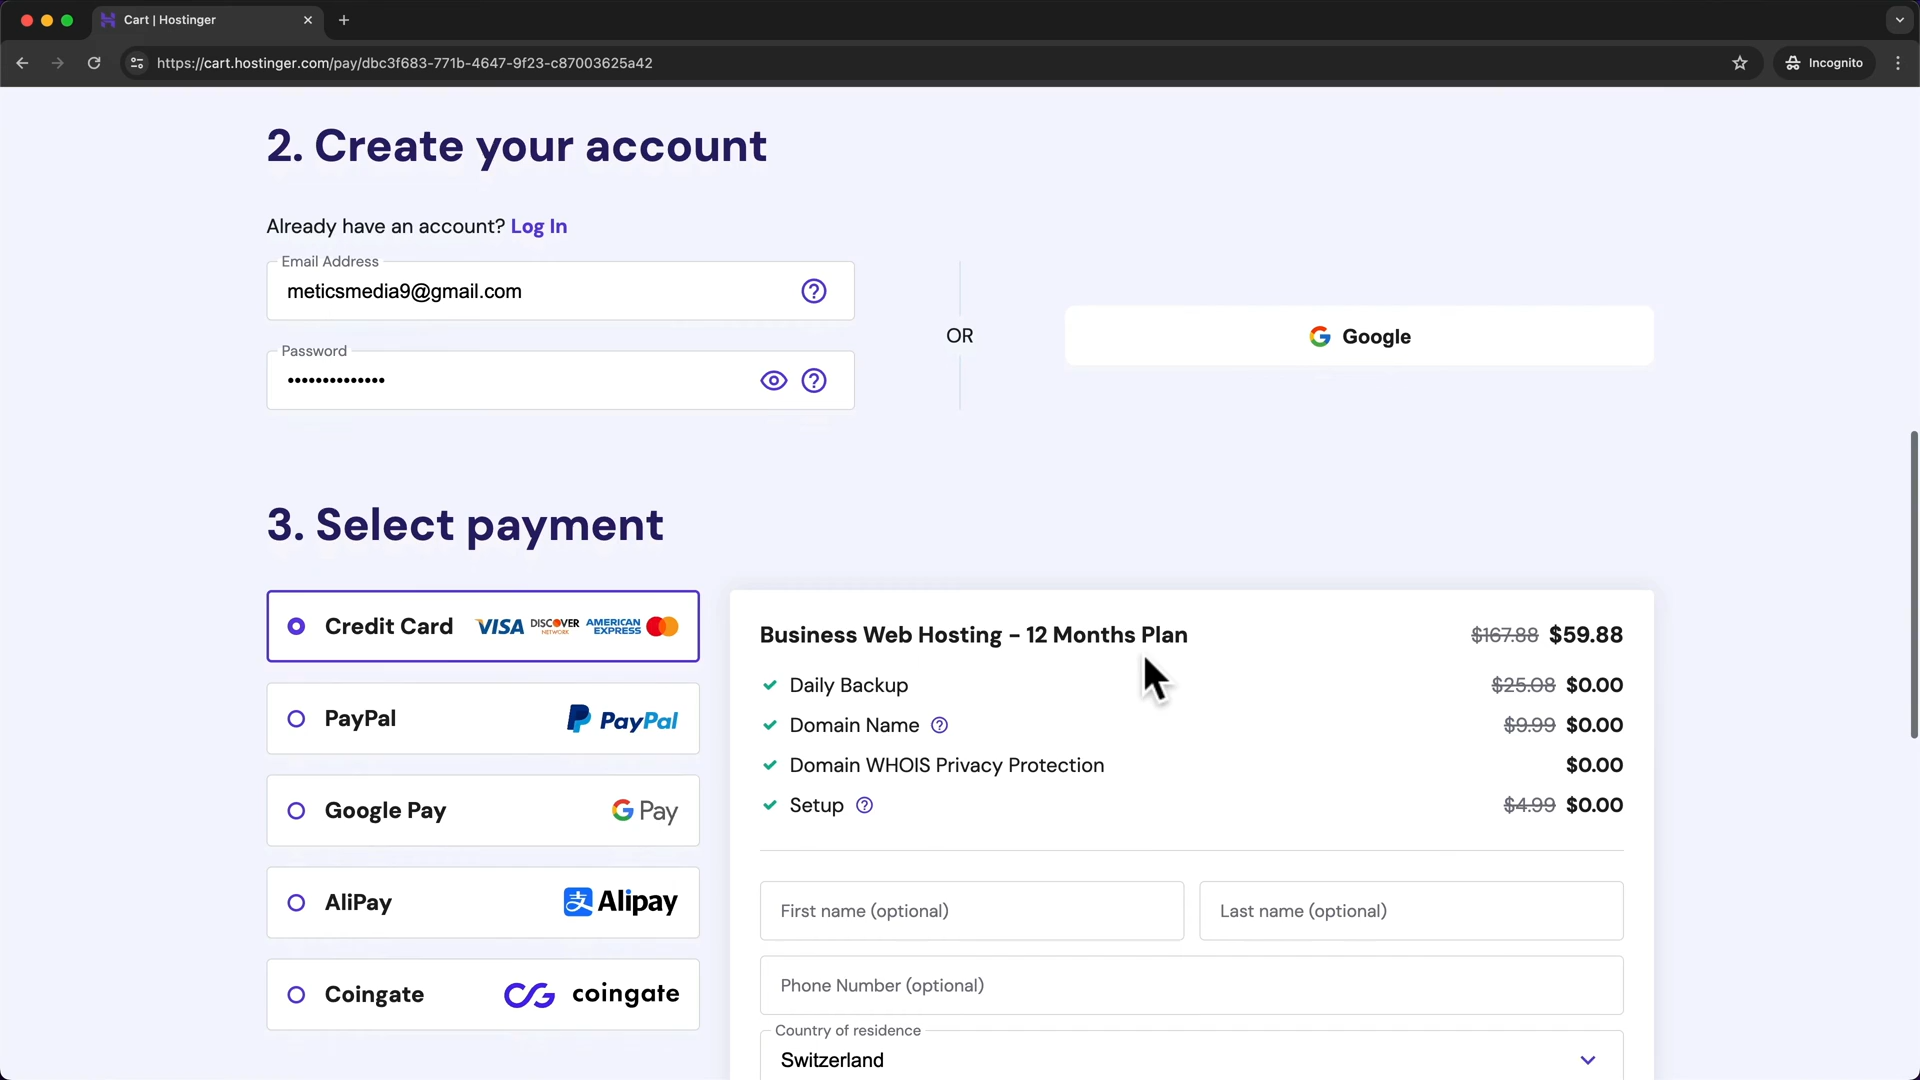 Cart | Hostinger
https://cart.hostinger.com/pay/dbc3f683-771b-4647-9f23-c87003625a42
Incognito
2. Create your account
Already have an account? Log In
Email Address
meticsmedia9@gmail.com
Password
••••••••••••••
OR
Google
3. Select payment
Credit Card VISA DISCOVER NETWORK AMERICAN EXPRESS
PayPal PayPal
Google Pay G Pay
AliPay 支 Alipay
Coingate coingate
Business Web Hosting – 12 Months Plan $167.88 $59.88
Daily Backup $25.08 $0.00
Domain Name $9.99 $0.00
Domain WHOIS Privacy Protection $0.00
Setup $4.99 $0.00
First name (optional) Last name (optional)
Phone Number (optional)
Country of residence
Switzerland